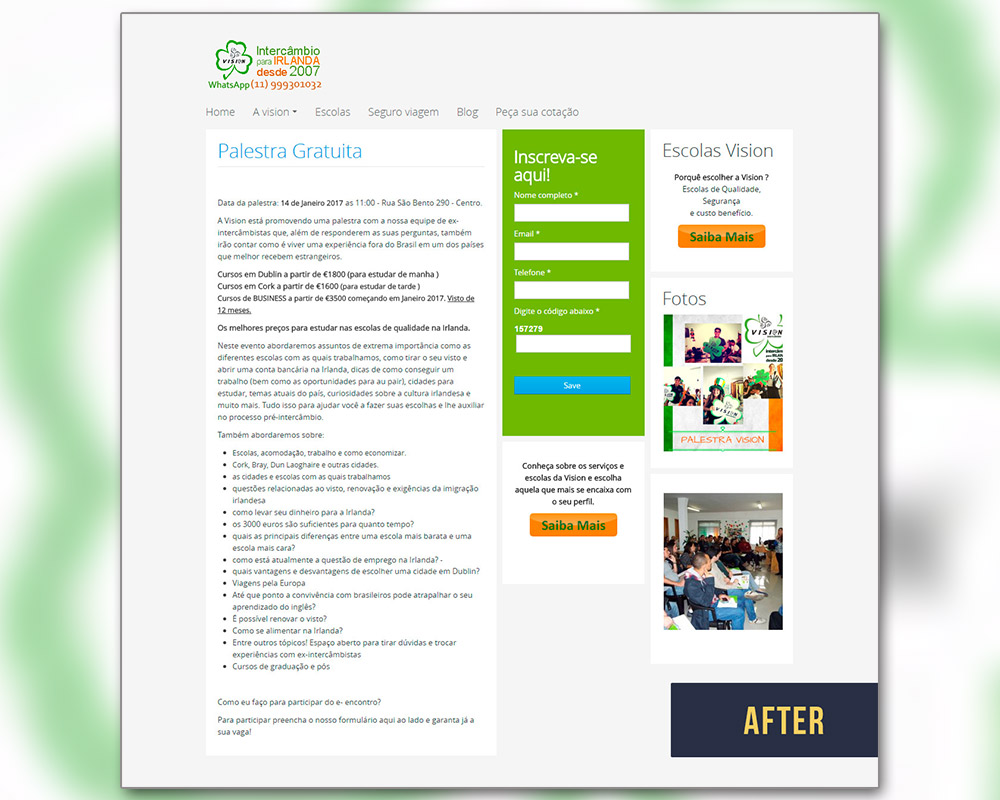 VISION
Intercâmbio
para IRLANDA
desde 2007
WhatsApp (11) 999301032
Home
A vision
Escolas
Seguro viagem
Blog
Peça sua cotação
Palestra Gratuita
Data da palestra: 14 de Janeiro 2017 as 11:00 - Rua São Bento 290 - Centro.
A Vision está promovendo uma palestra com a nossa equipe de ex-
intercâmbistas que, além de responderem as suas perguntas, também
irão contar como é viver uma experiência fora do Brasil em um dos países
que melhor recebem estrangeiros.
Cursos em Dublin a partir de €1800 (para estudar de manha )
Cursos em Cork a partir de €1600 (para estudar de tarde )
Cursos de BUSINESS a partir de €3500 começando em Janeiro 2017. Visto de
12 meses.
Os melhores preços para estudar nas escolas de qualidade na Irlanda.
Neste evento abordaremos assuntos de extrema importância como as
diferentes escolas com as quais trabalhamos, como tirar o seu visto e
abrir uma conta bancária na Irlanda, dicas de como conseguir um
trabalho (bem como as oportunidades para au pair), cidades para
estudar, temas atuais do país, curiosidades sobre a cultura irlandesa e
muito mais. Tudo isso para ajudar você a fazer suas escolhas e lhe auxiliar
no processo pré-intercâmbio.
Também abordaremos sobre:
Escolas, acomodação, trabalho e como economizar.
Cork, Bray, Dun Laoghaire e outras cidades.
as cidades e escolas com as quais trabalhamos
questões relacionadas ao visto, renovação e exigências da imigração
irlandesa
como levar seu dinheiro para a Irlanda?
os 3000 euros são suficientes para quanto tempo?
quais as principais diferenças entre uma escola mais barata e uma
escola mais cara?
como está atualmente a questão de emprego na Irlanda? -
quais vantagens e desvantagens de escolher uma cidade em Dublin?
Viagens pela Europa
Até que ponto a convivência com brasileiros pode atrapalhar o seu
aprendizado do inglês?
É possível renovar o visto?
Como se alimentar na Irlanda?
Entre outros tópicos! Espaço aberto para tirar dúvidas e trocar
experiências com ex-intercâmbistas
Cursos de graduação e pós
Como eu faço para participar do e- encontro?
Para participar preencha o nosso formulário aqui ao lado e garanta já a
sua vaga!
Inscreva-se
aqui!
Nome completo *
Email *
Telefone *
Digite o código abaixo *
157279
Save
Conheça sobre os serviços e
escolas da Vision e escolha
aquela que mais se encaixa com
o seu perfil.
Saiba Mais
Escolas Vision
Porquê escolher a Vision ?
Escolas de Qualidade,
Segurança
e custo benefício.
Saiba Mais
Fotos
VISION
VISION
PALESTRA VISION
AFTER